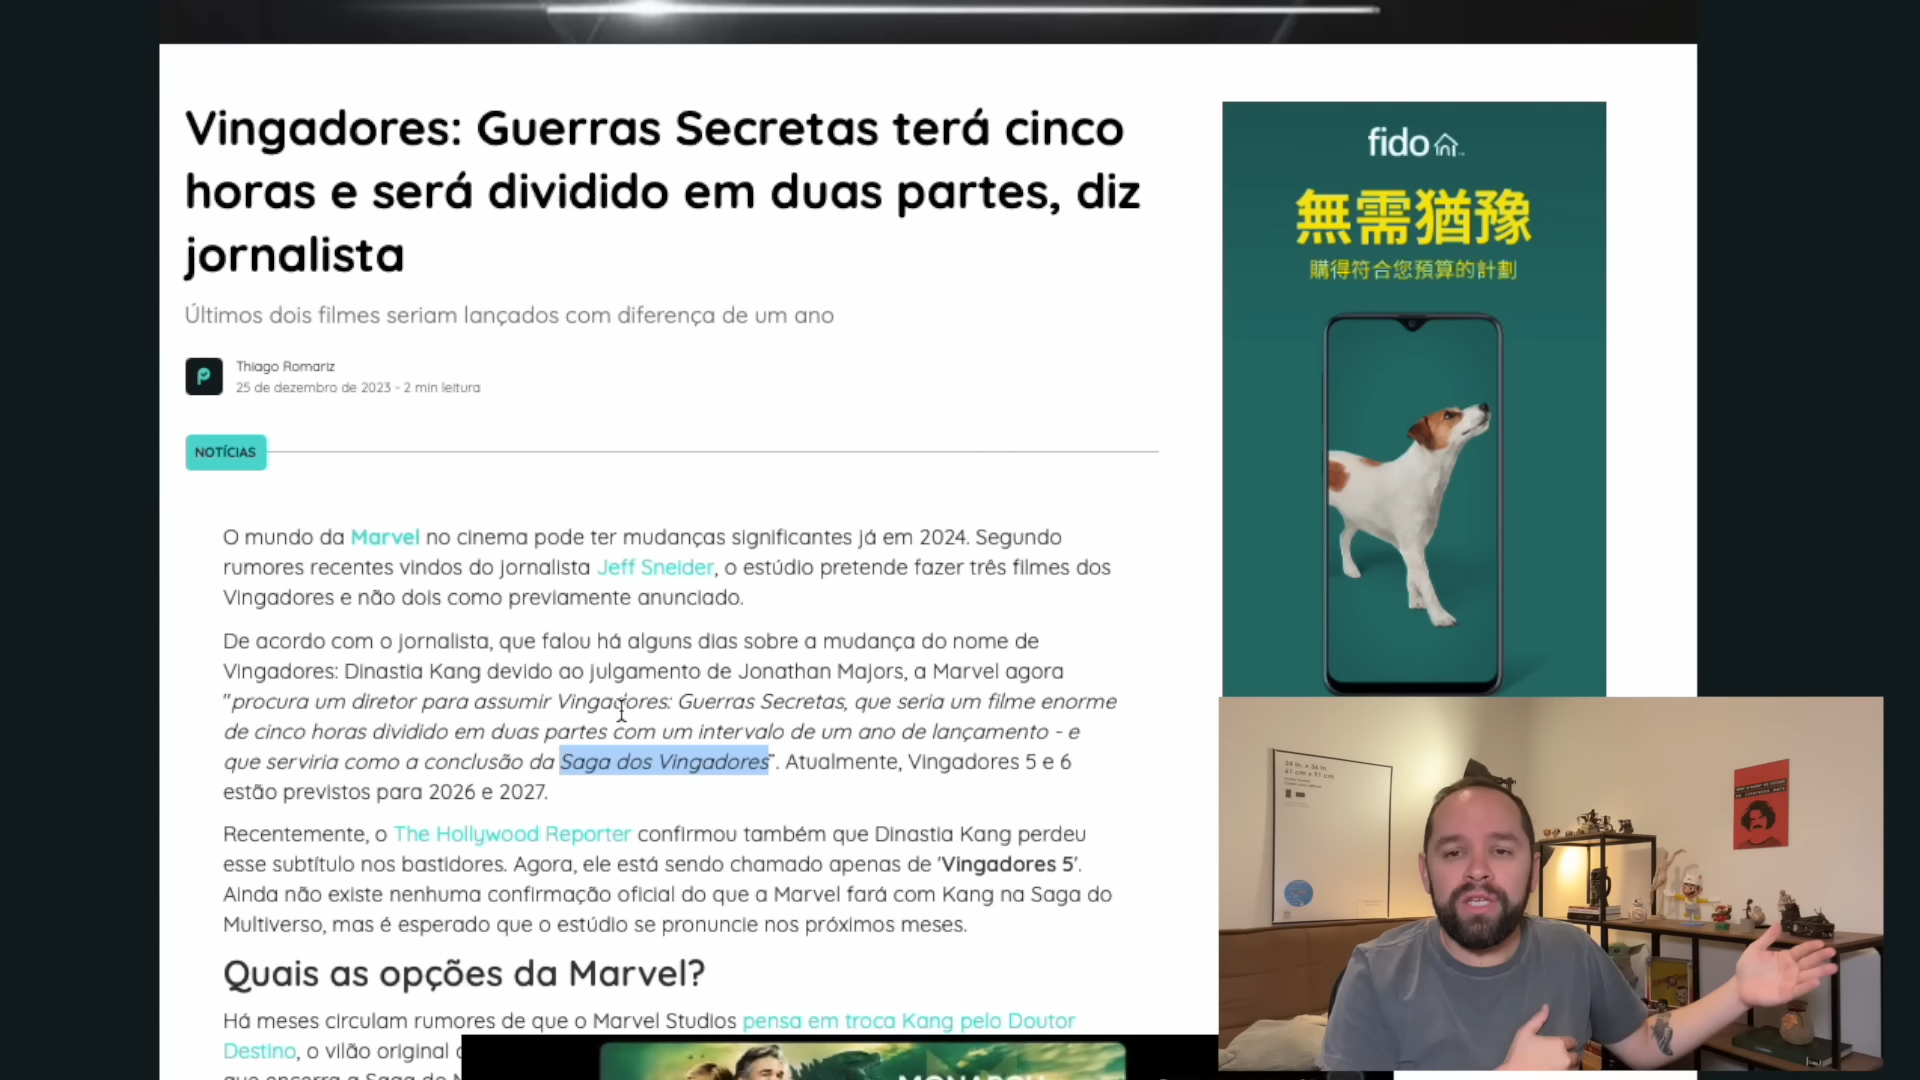 Vingadores: Guerras Secretas terá cinco
horas e será dividido em duas partes, diz
jornalista
Últimos dois filmes seriam lançados com diferença de um ano
Thiago Romariz
25 de dezembro de 2023 - 2 min leitura
NOTÍCIAS
O mundo da Marvel no cinema pode ter mudanças significantes já em 2024. Segundo
rumores recentes vindos do jornalista Jeff Sneider, o estúdio pretende fazer três filmes dos
Vingadores e não dois como previamente anunciado.
De acordo com o jornalista, que falou há alguns dias sobre a mudança do nome de
Vingadores: Dinastia Kang devido ao julgamento de Jonathan Majors, a Marvel agora
"procura um diretor para assumir Vingadores: Guerras Secretas, que seria um filme enorme
de cinco horas dividido em duas partes com um intervalo de um ano de lançamento - e
que serviria como a conclusão da Saga dos Vingadores". Atualmente, Vingadores 5 e 6
estão previstos para 2026 e 2027.
Recentemente, o The Hollywood Reporter confirmou também que Dinastia Kang perdeu
esse subtítulo nos bastidores. Agora, ele está sendo chamado apenas de 'Vingadores 5'.
Ainda não existe nenhuma confirmação oficial do que a Marvel fará com Kang na Saga do
Multiverso, mas é esperado que o estúdio se pronuncie nos próximos meses.
Quais as opções da Marvel?
Há meses circulam rumores de que o Marvel Studios pensa em troca Kang pelo Doutor
Destino, o vilão original
fido
無需猶豫
購得符合您預算的計劃
24 in. x 36 in.
61 cm x 91 cm
MONARCH